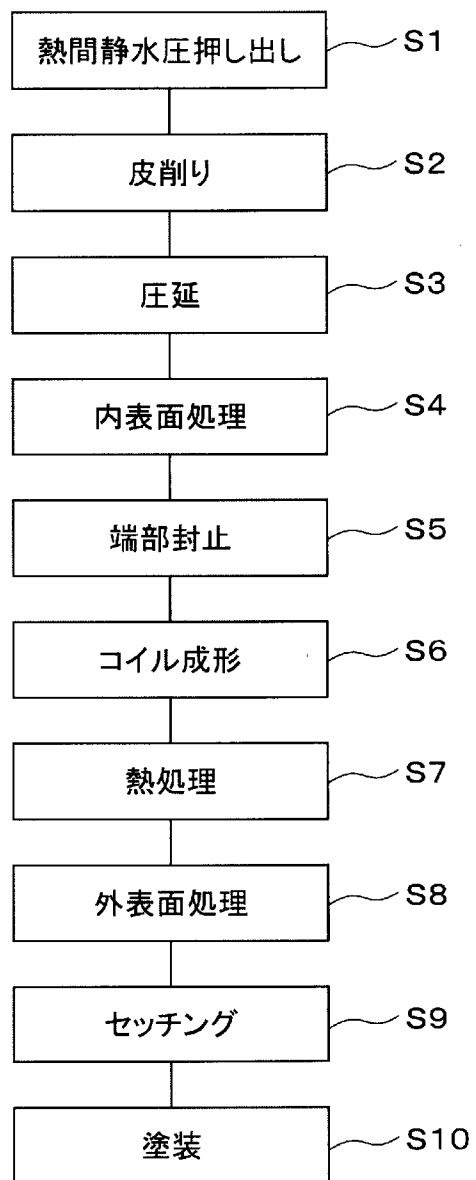 熱間静水圧押し出し S1
皮削り S2
圧延 S3
内表面処理 S4
端部封止 S5
コイル成形 S6
熱処理 S7
外表面処理 S8
セッチング S9
塗装 S10